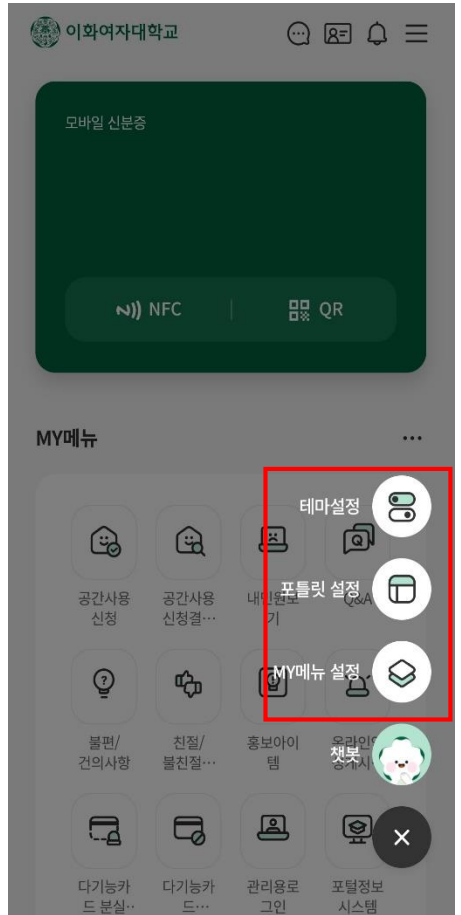 이화여자대학교
모바일 신분증
NFC
QR
MY메뉴
테마설정
공간사용
신청
공간사용
신청결…
포틀릿 설정
Q&A
MY메뉴 설정
불편/
건의사항
친절/
불친절…
홍보아이
템
챗봇
다기능카
드 분실…
다기능카
드…
관리용로
그인
포털정보
시스템